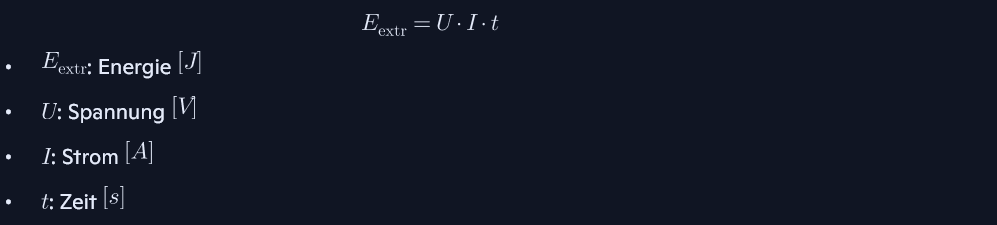 E_extr = U · I · t
• E_extr: Energie [J]
• U: Spannung [V]
• I: Strom [A]
• t: Zeit [s]